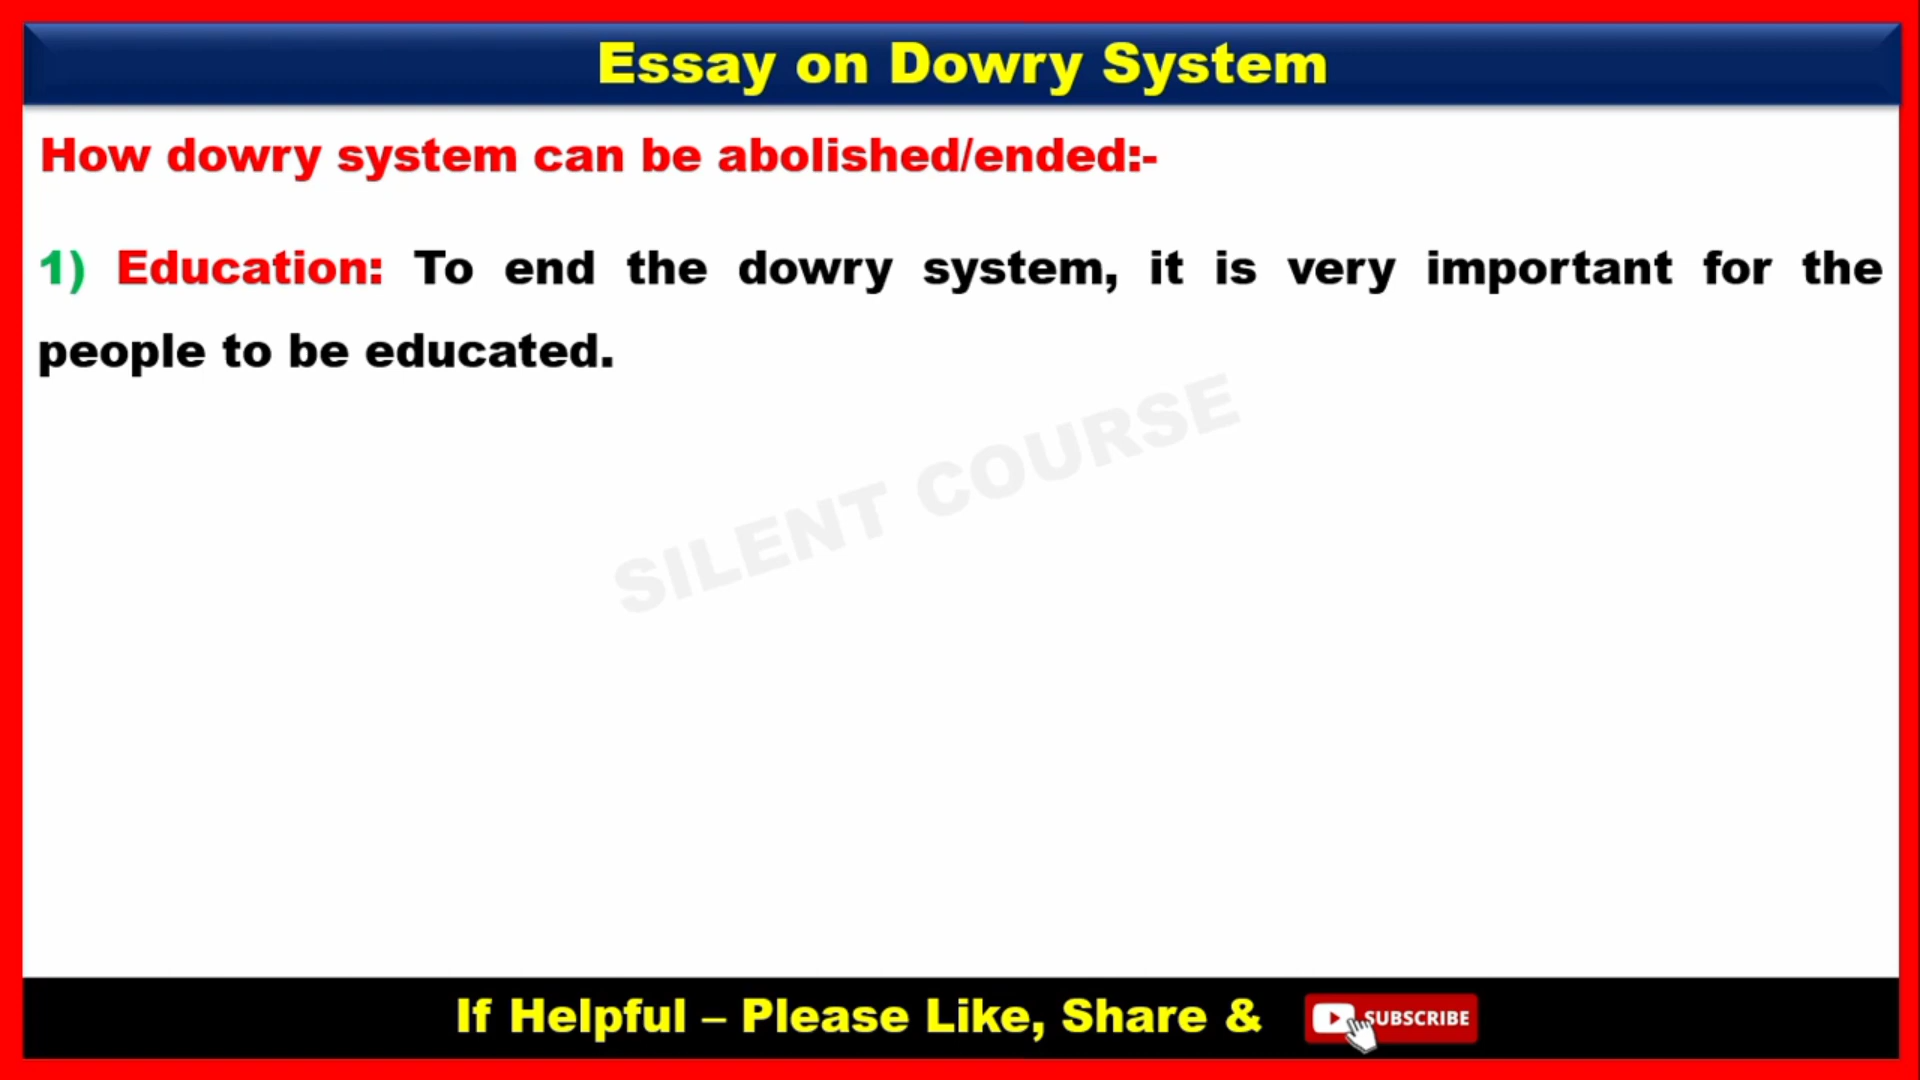 Essay on Dowry System
How dowry system can be abolished/ended:-
1) Education: To end the dowry system, it is very important for the
people to be educated.
SILENT COURSE
If Helpful – Please Like, Share &
SUBSCRIBE